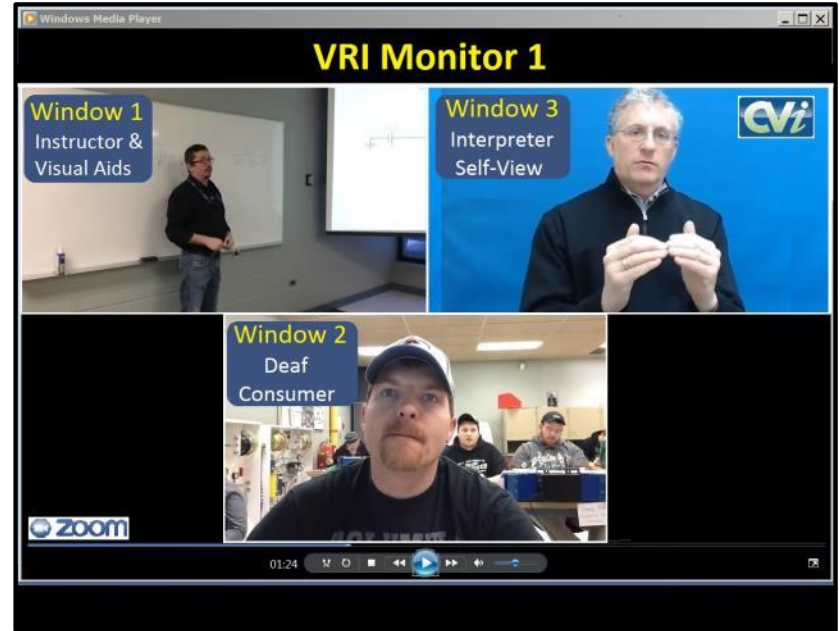 Windows Media Player
VRI Monitor 1
Window 1
Instructor &
Visual Aids
Window 3
Interpreter
Self-View
CVi
Window 2
Deaf
Consumer
zoom
01:24